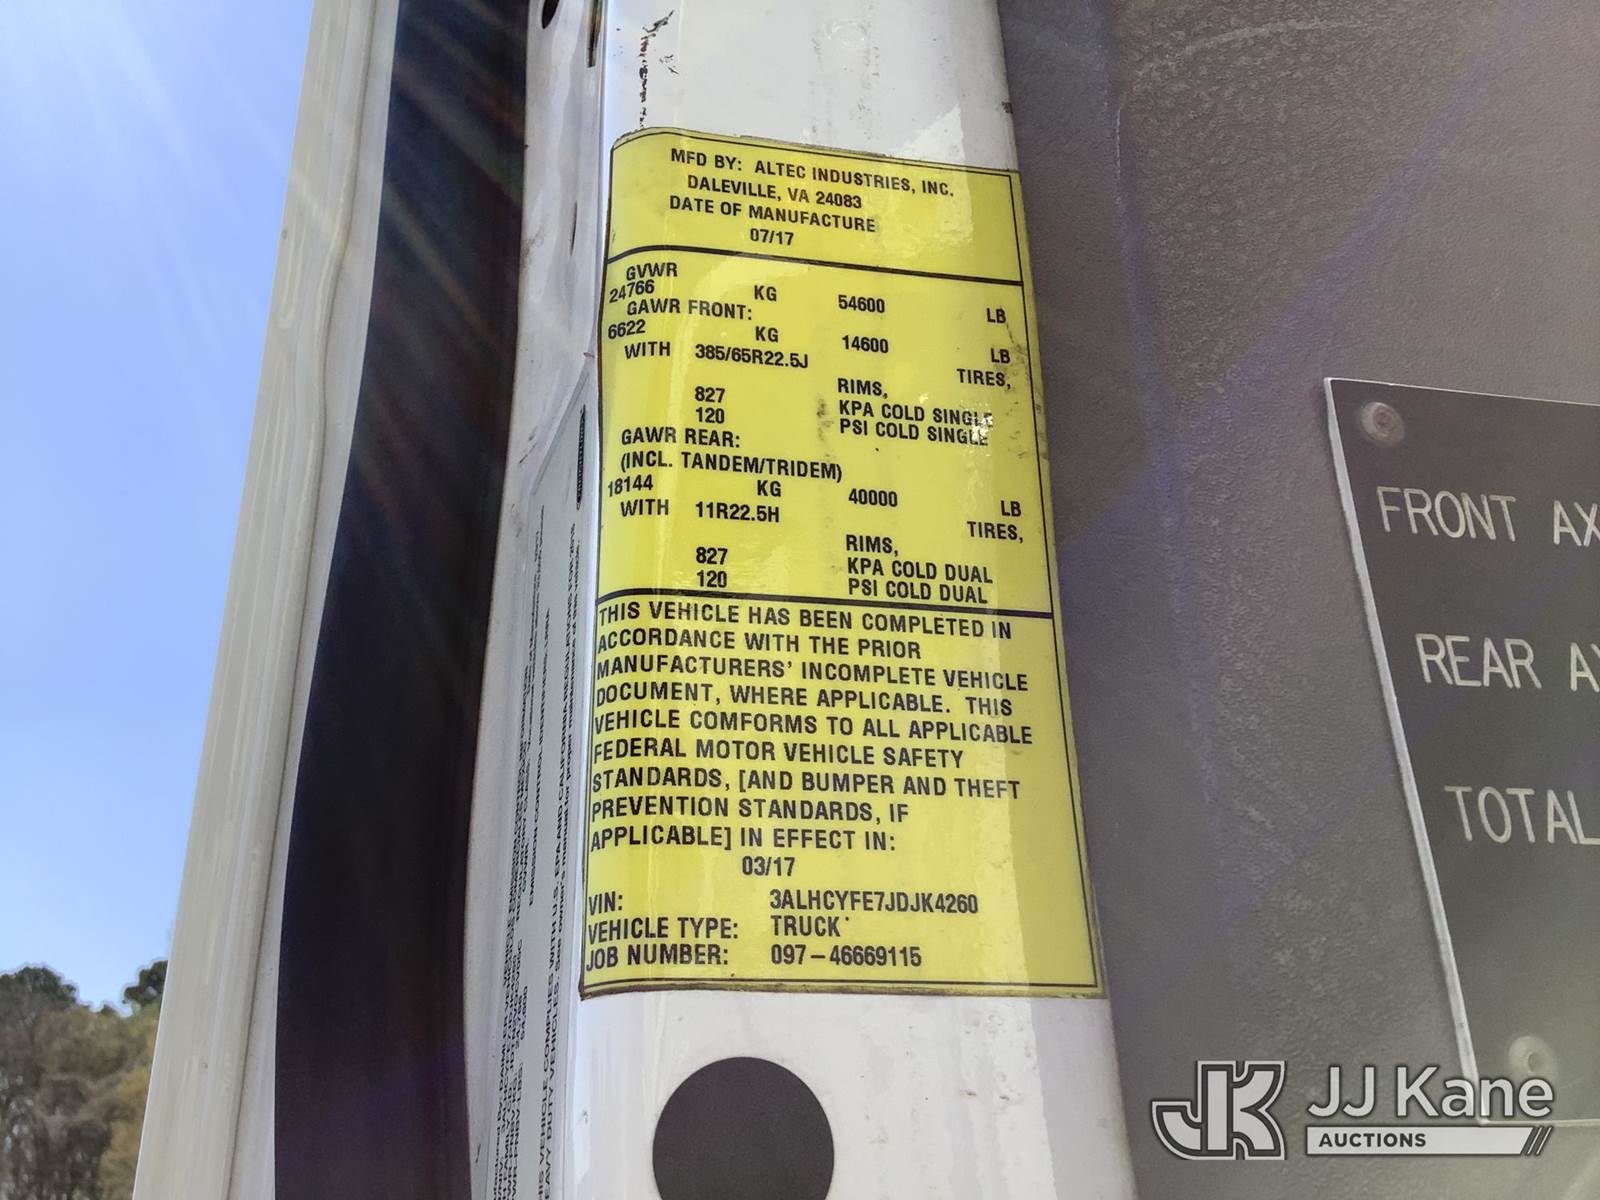 MFD BY: ALTEC INDUSTRIES, INC.
DALEVILLE, VA 24083
DATE OF MANUFACTURE
07/17
GVWR
24766 KG 54600 LB
GAWR FRONT:
6622 KG 14600 LB
WITH 385/65R22.5J TIRES,
RIMS,
827 KPA COLD SINGLE
120 PSI COLD SINGLE
GAWR REAR:
(INCL. TANDEM/TRIDEM)
18144 KG 40000 LB
WITH 11R22.5H TIRES,
RIMS,
827 KPA COLD DUAL
120 PSI COLD DUAL
THIS VEHICLE HAS BEEN COMPLETED IN
ACCORDANCE WITH THE PRIOR
MANUFACTURERS' INCOMPLETE VEHICLE
DOCUMENT, WHERE APPLICABLE. THIS
VEHICLE COMFORMS TO ALL APPLICABLE
FEDERAL MOTOR VEHICLE SAFETY
STANDARDS, [AND BUMPER AND THEFT
PREVENTION STANDARDS, IF
APPLICABLE] IN EFFECT IN:
03/17
VIN: 3ALHCYFE7JDJK4260
VEHICLE TYPE: TRUCK
JOB NUMBER: 097-46669115
FRONT AX
REAR AX
TOTAL
JK JJ Kane
AUCTIONS